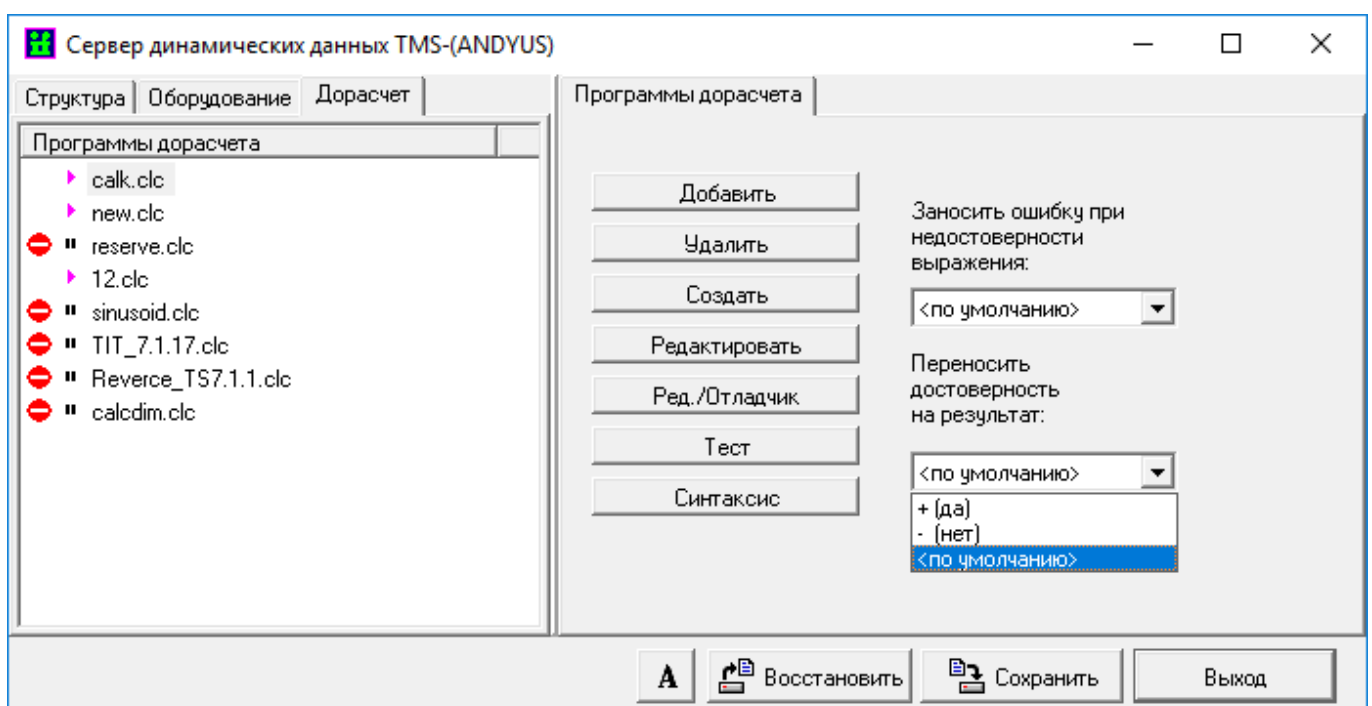 Сервер динамических данных TMS-(ANDYUS)
Структура
Оборудование
Дорасчет
Программы дорасчета
calk.clc
new.clc
reserve.clc
12.clc
sinusoid.clc
TIT_7.1.17.clc
Reverce_TS7.1.1.clc
calcdim.clc
Программы дорасчета
Добавить
Удалить
Создать
Редактировать
Ред./Отладчик
Тест
Синтаксис
Заносить ошибку при
недостоверности
выражения:
<по умолчанию>
Переносить
достоверность
на результат:
<по умолчанию>
+ (да)
- (нет)
<по умолчанию>
A
Восстановить
Сохранить
Выход